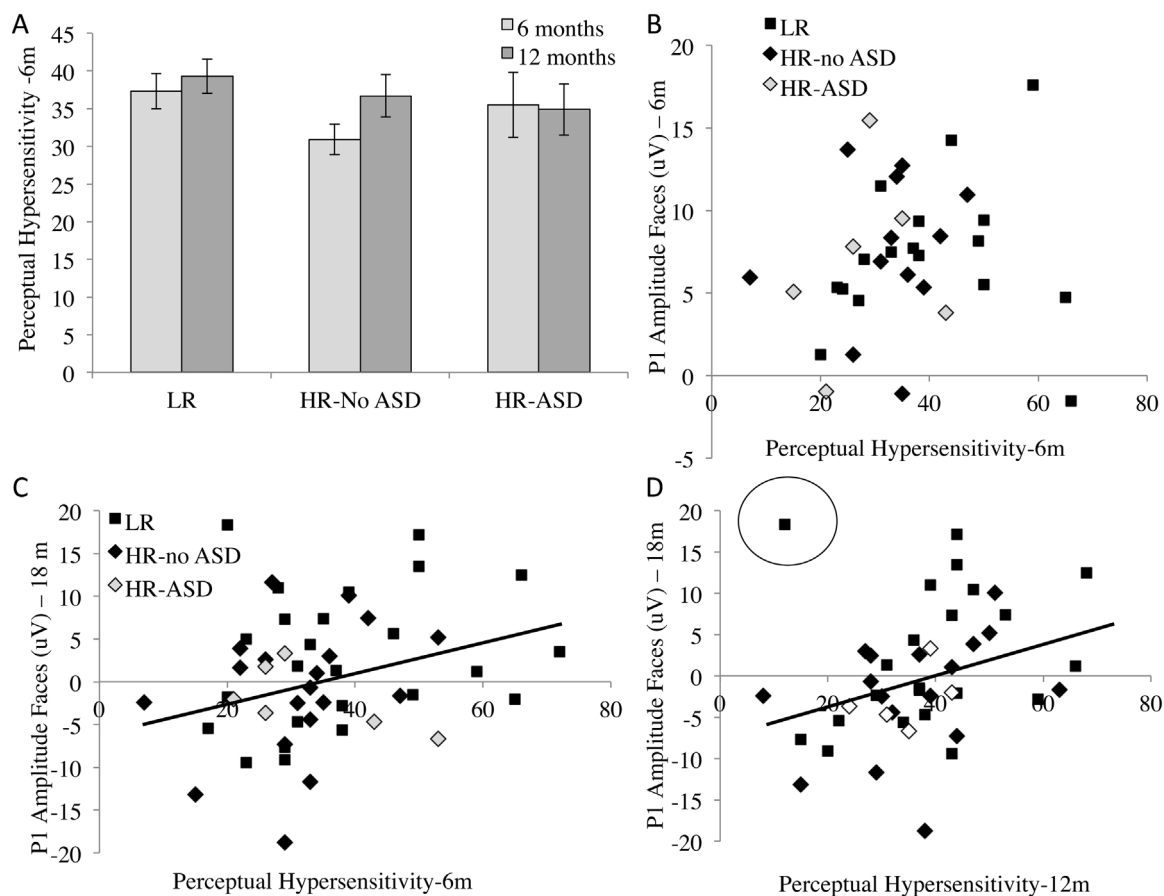 A
Perceptual Hypersensitivity -6m
45
40
35
30
25
20
15
10
5
0
6 months
12 months
LR
HR-No ASD
HR-ASD
B
P1 Amplitude Faces (uV) – 6m
LR
HR-no ASD
HR-ASD
20
15
10
5
0
-5
0
20
40
60
80
Perceptual Hypersensitivity-6m
C
P1 Amplitude Faces (uV) – 18 m
LR
HR-no ASD
HR-ASD
20
15
10
5
0
-5
-10
-15
-20
0
20
40
60
80
Perceptual Hypersensitivity-6m
D
P1 Amplitude Faces (uV) – 18m
20
15
10
5
0
-5
-10
-15
-20
0
20
40
60
80
Perceptual Hypersensitivity-12m